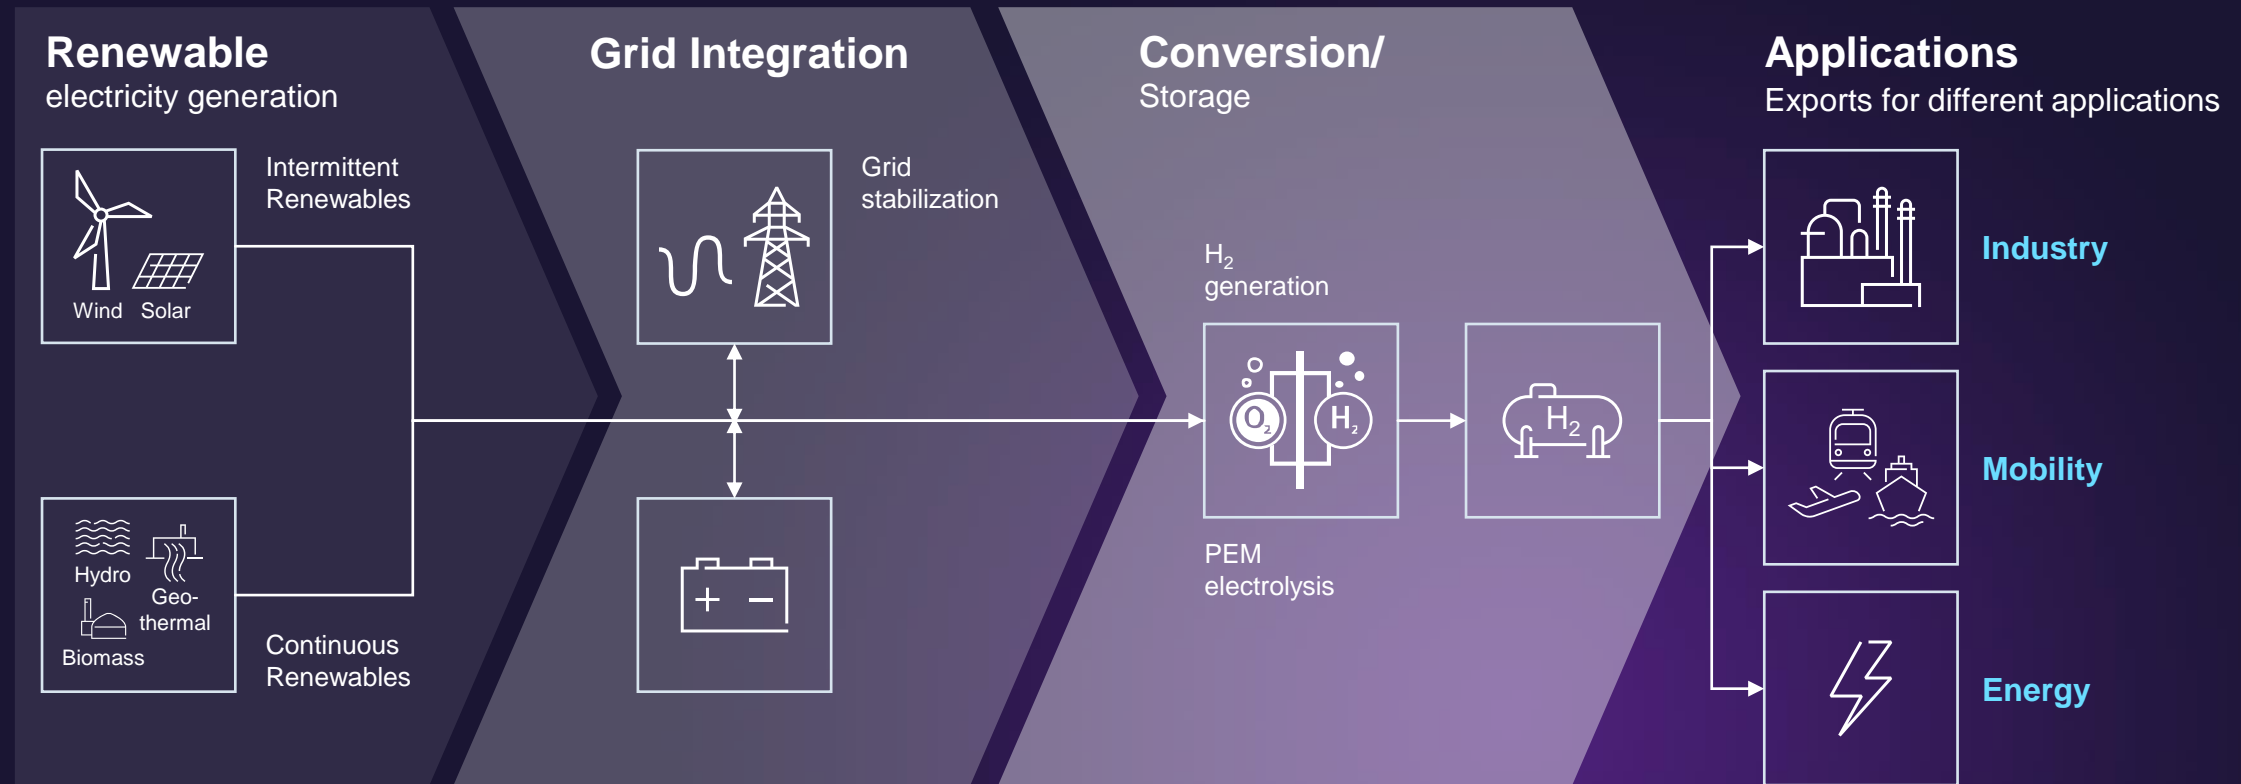 Renewable
electricity generation
Intermittent
Renewables
Wind Solar
Hydro
Geo-
thermal
Biomass
Continuous
Renewables
Grid Integration
Grid
stabilization
+ −
Conversion/
Storage
H₂
generation
O₂ H₂
PEM
electrolysis
H₂
Applications
Exports for different applications
Industry
Mobility
Energy